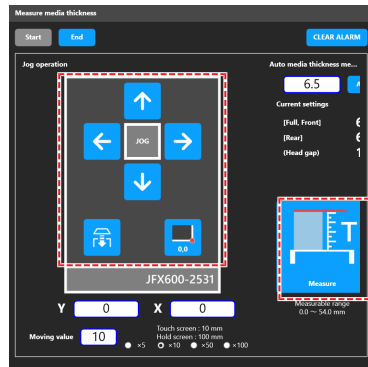 Measure media thickness
Start
End
CLEAR ALARM
Jog operation
Auto media thickness me...
6.5
Current settings
[Full, Front]
[Rear]
(Head gap)
1
JOG
0,0
T
Measure
JFX600-2531
Measurable range
0.0 ～ 54.0 mm
Y 0 X 0
Touch screen : 10 mm
Hold screen : 100 mm
Moving value 10 ×5 ×10 ×50 ×100